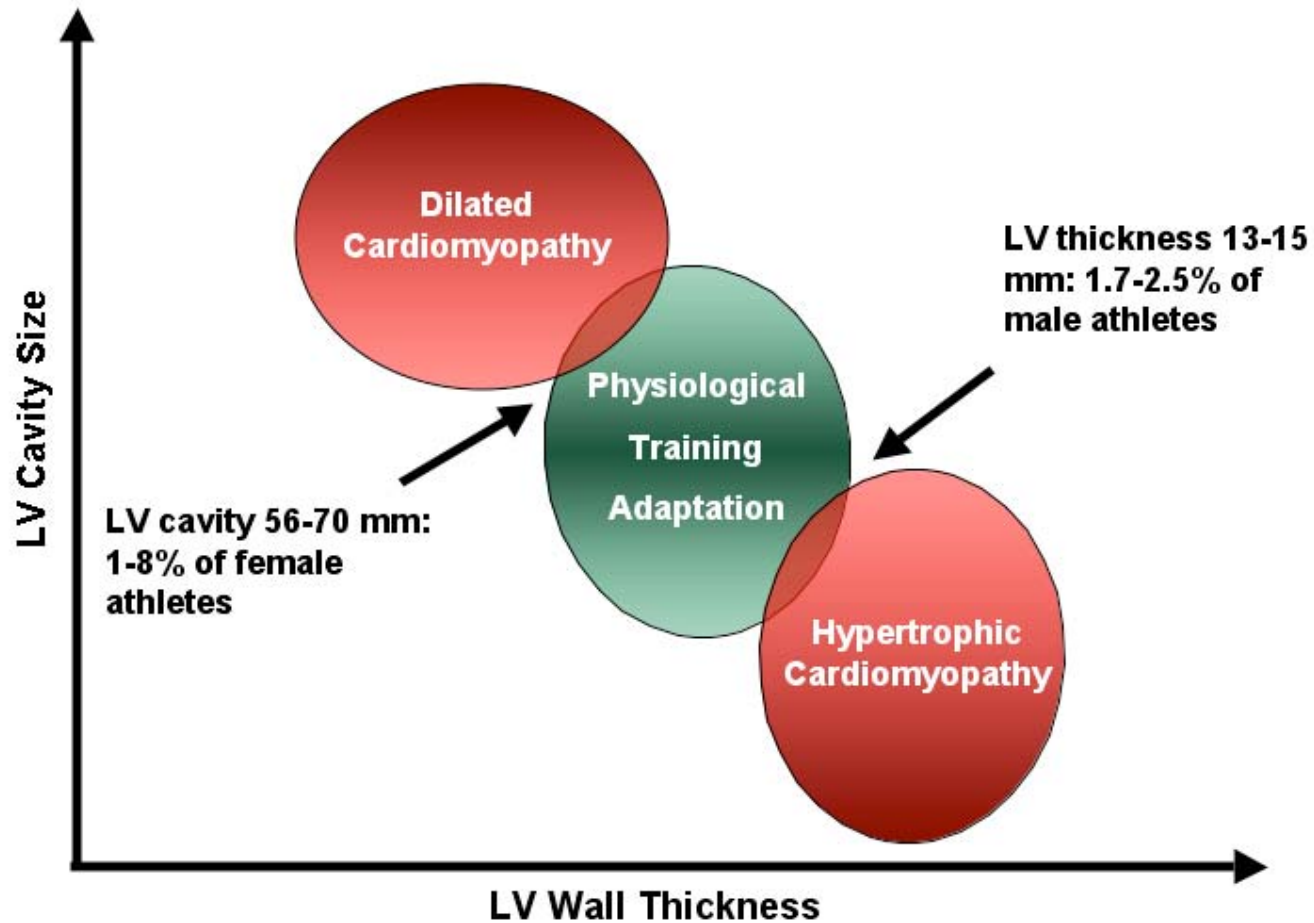 Dilated
Cardiomyopathy
LV thickness 13-15
mm: 1.7-2.5% of
male athletes
LV Cavity Size
Physiological
Training
Adaptation
LV cavity 56-70 mm:
1-8% of female
athletes
Hypertrophic
Cardiomyopathy
LV Wall Thickness